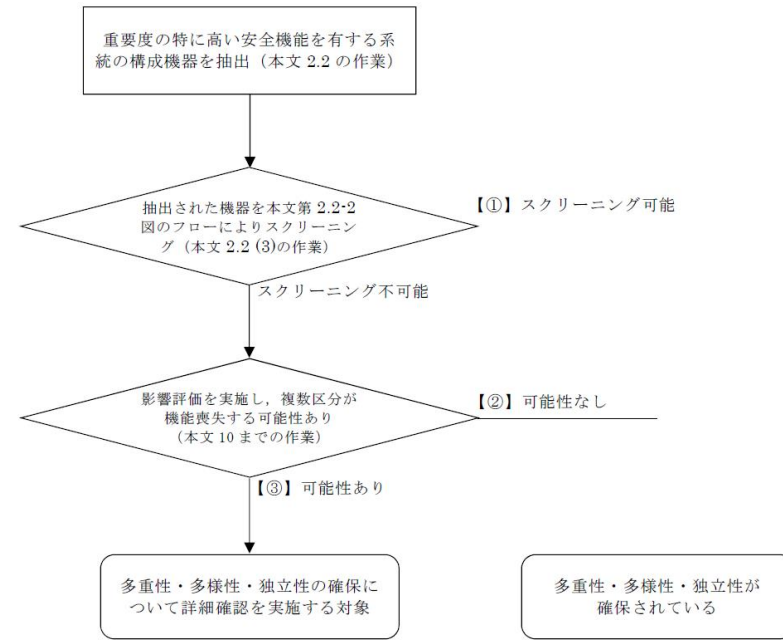 重要度の特に高い安全機能を有する系
統の構成機器を抽出（本文 2.2 の作業）
抽出された機器を本文第 2.2-2
図のフローによりスクリーニン
グ（本文 2.2 (3)の作業）
【①】スクリーニング可能
スクリーニング不可能
影響評価を実施し，複数区分が
機能喪失する可能性あり
（本文 10 までの作業）
【②】可能性なし
【③】可能性あり
多重性・多様性・独立性の確保に
ついて詳細確認を実施する対象
多重性・多様性・独立性が
確保されている